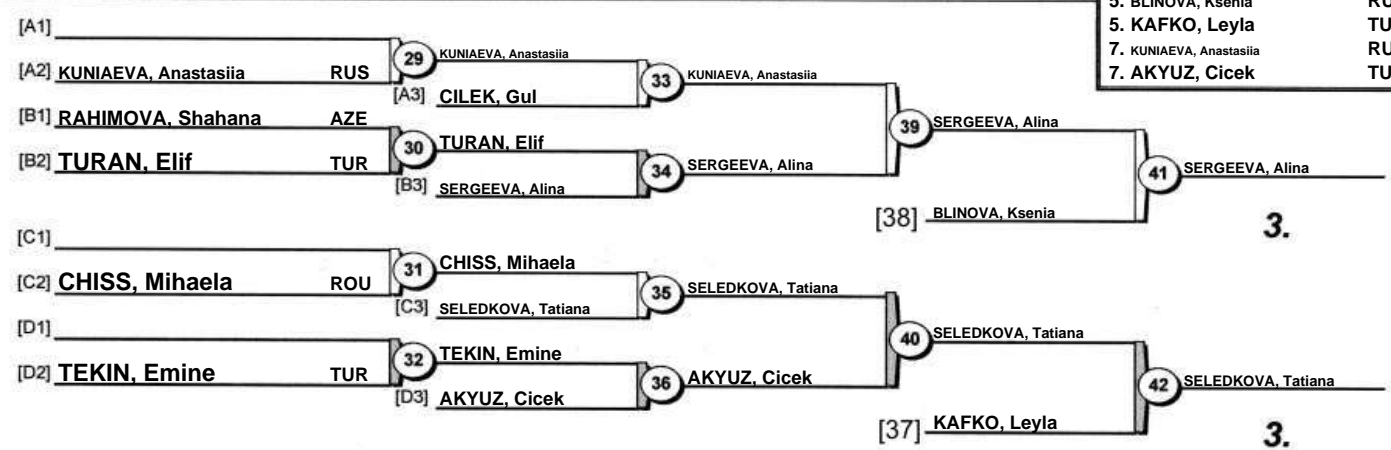 5. BLINOVA, Ksenia RU
5. KAFKO, Leyla TU
7. KUNIAEVA, Anastasiia RU
7. AKYUZ, Cicek TU
[A1]
[A2] KUNIAEVA, Anastasiia RUS
29
KUNIAEVA, Anastasiia
[A3] CILEK, Gul
33
KUNIAEVA, Anastasiia
[B1] RAHIMOVA, Shahana AZE
[B2] TURAN, Elif TUR
30
TURAN, Elif
[B3] SERGEEVA, Alina
34
SERGEEVA, Alina
39
SERGEEVA, Alina
[38] BLINOVA, Ksenia
41
SERGEEVA, Alina
3.
[C1]
[C2] CHISS, Mihaela ROU
31
CHISS, Mihaela
[C3] SELEDKOVA, Tatiana
35
SELEDKOVA, Tatiana
[D1]
[D2] TEKIN, Emine TUR
32
TEKIN, Emine
[D3] AKYUZ, Cicek
36
AKYUZ, Cicek
40
SELEDKOVA, Tatiana
[37] KAFKO, Leyla
42
SELEDKOVA, Tatiana
3.